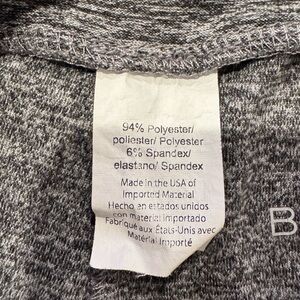 94% Polyester/
poliester/ Polyester
6% Spandex/
elastano/ Spandex
Made in the USA of
Imported Material
Hecho en estados unidos
con material importado
Fabriqué aux États-Unis avec
Matérial Importé
B